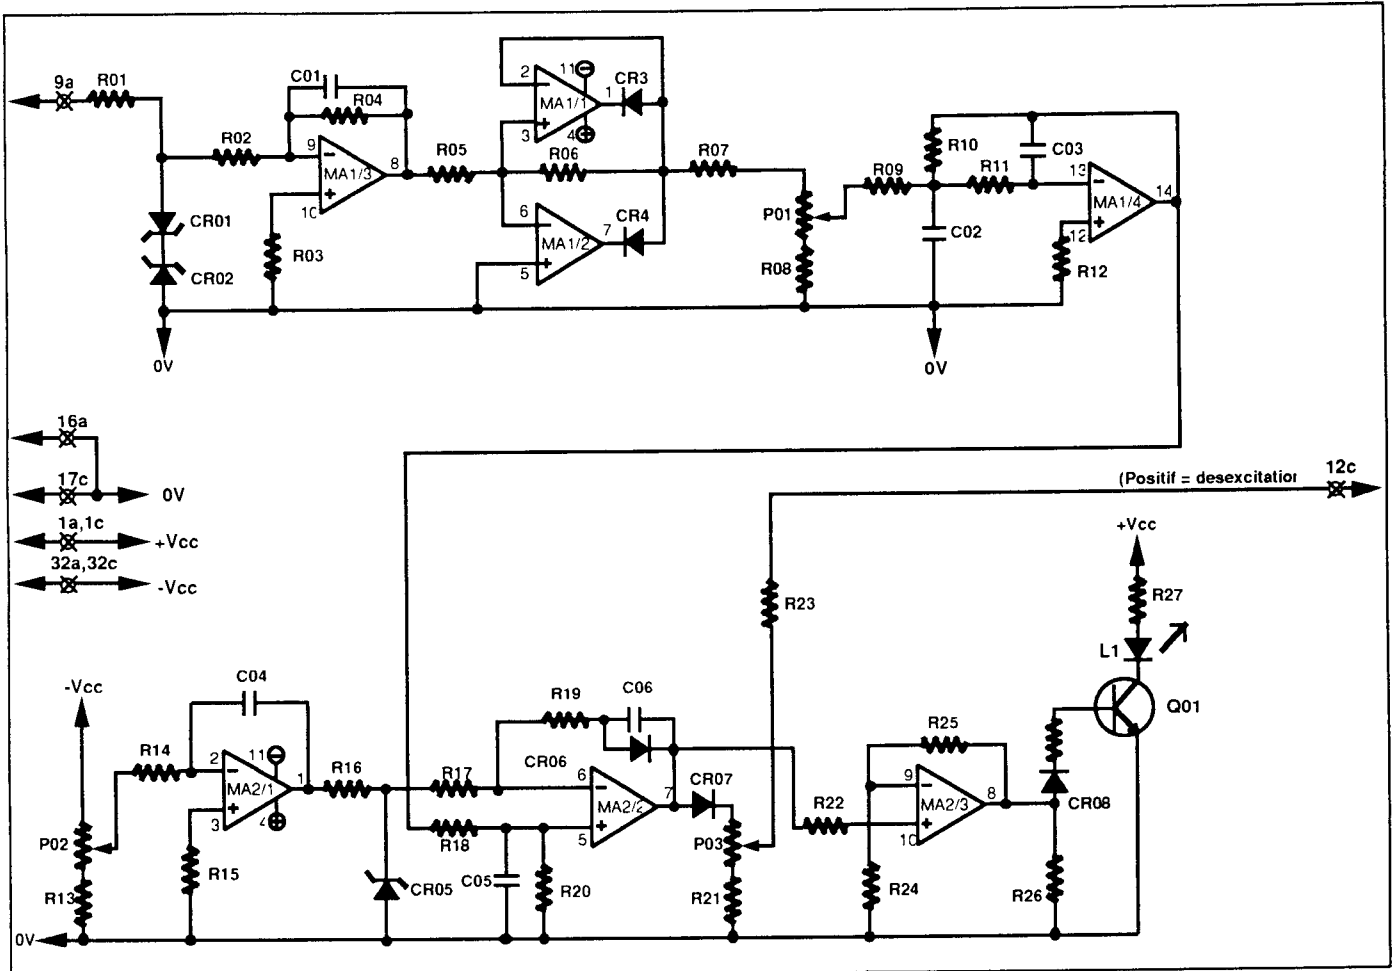 9a R01 C01 R04 2 11 1 CR3
MA1/1
3 4
R02 9 8 R05 R06 R07 R10 C03
MA1/3
10
R09 R11 13 14
MA1/4
12
CR01
CR02
R03
6 7 CR4
MA1/2
5
P01
R08
C02
R12
0V
0V
16a
17c 0V
1a,1c +Vcc
32a,32c -Vcc
(Positif = desexcitation 12c
+Vcc
R23
R27
L1
Q01
-Vcc
C04
R14 2 11 1 R16
MA2/1
3 4
P02
R13
R15
CR05
R19 C06
CR06
R17 6 7 CR07
MA2/2
R18 5
C05
R20
P03
R21
R22
R25
9 8
MA2/3
10
CR08
R24
R26
0V